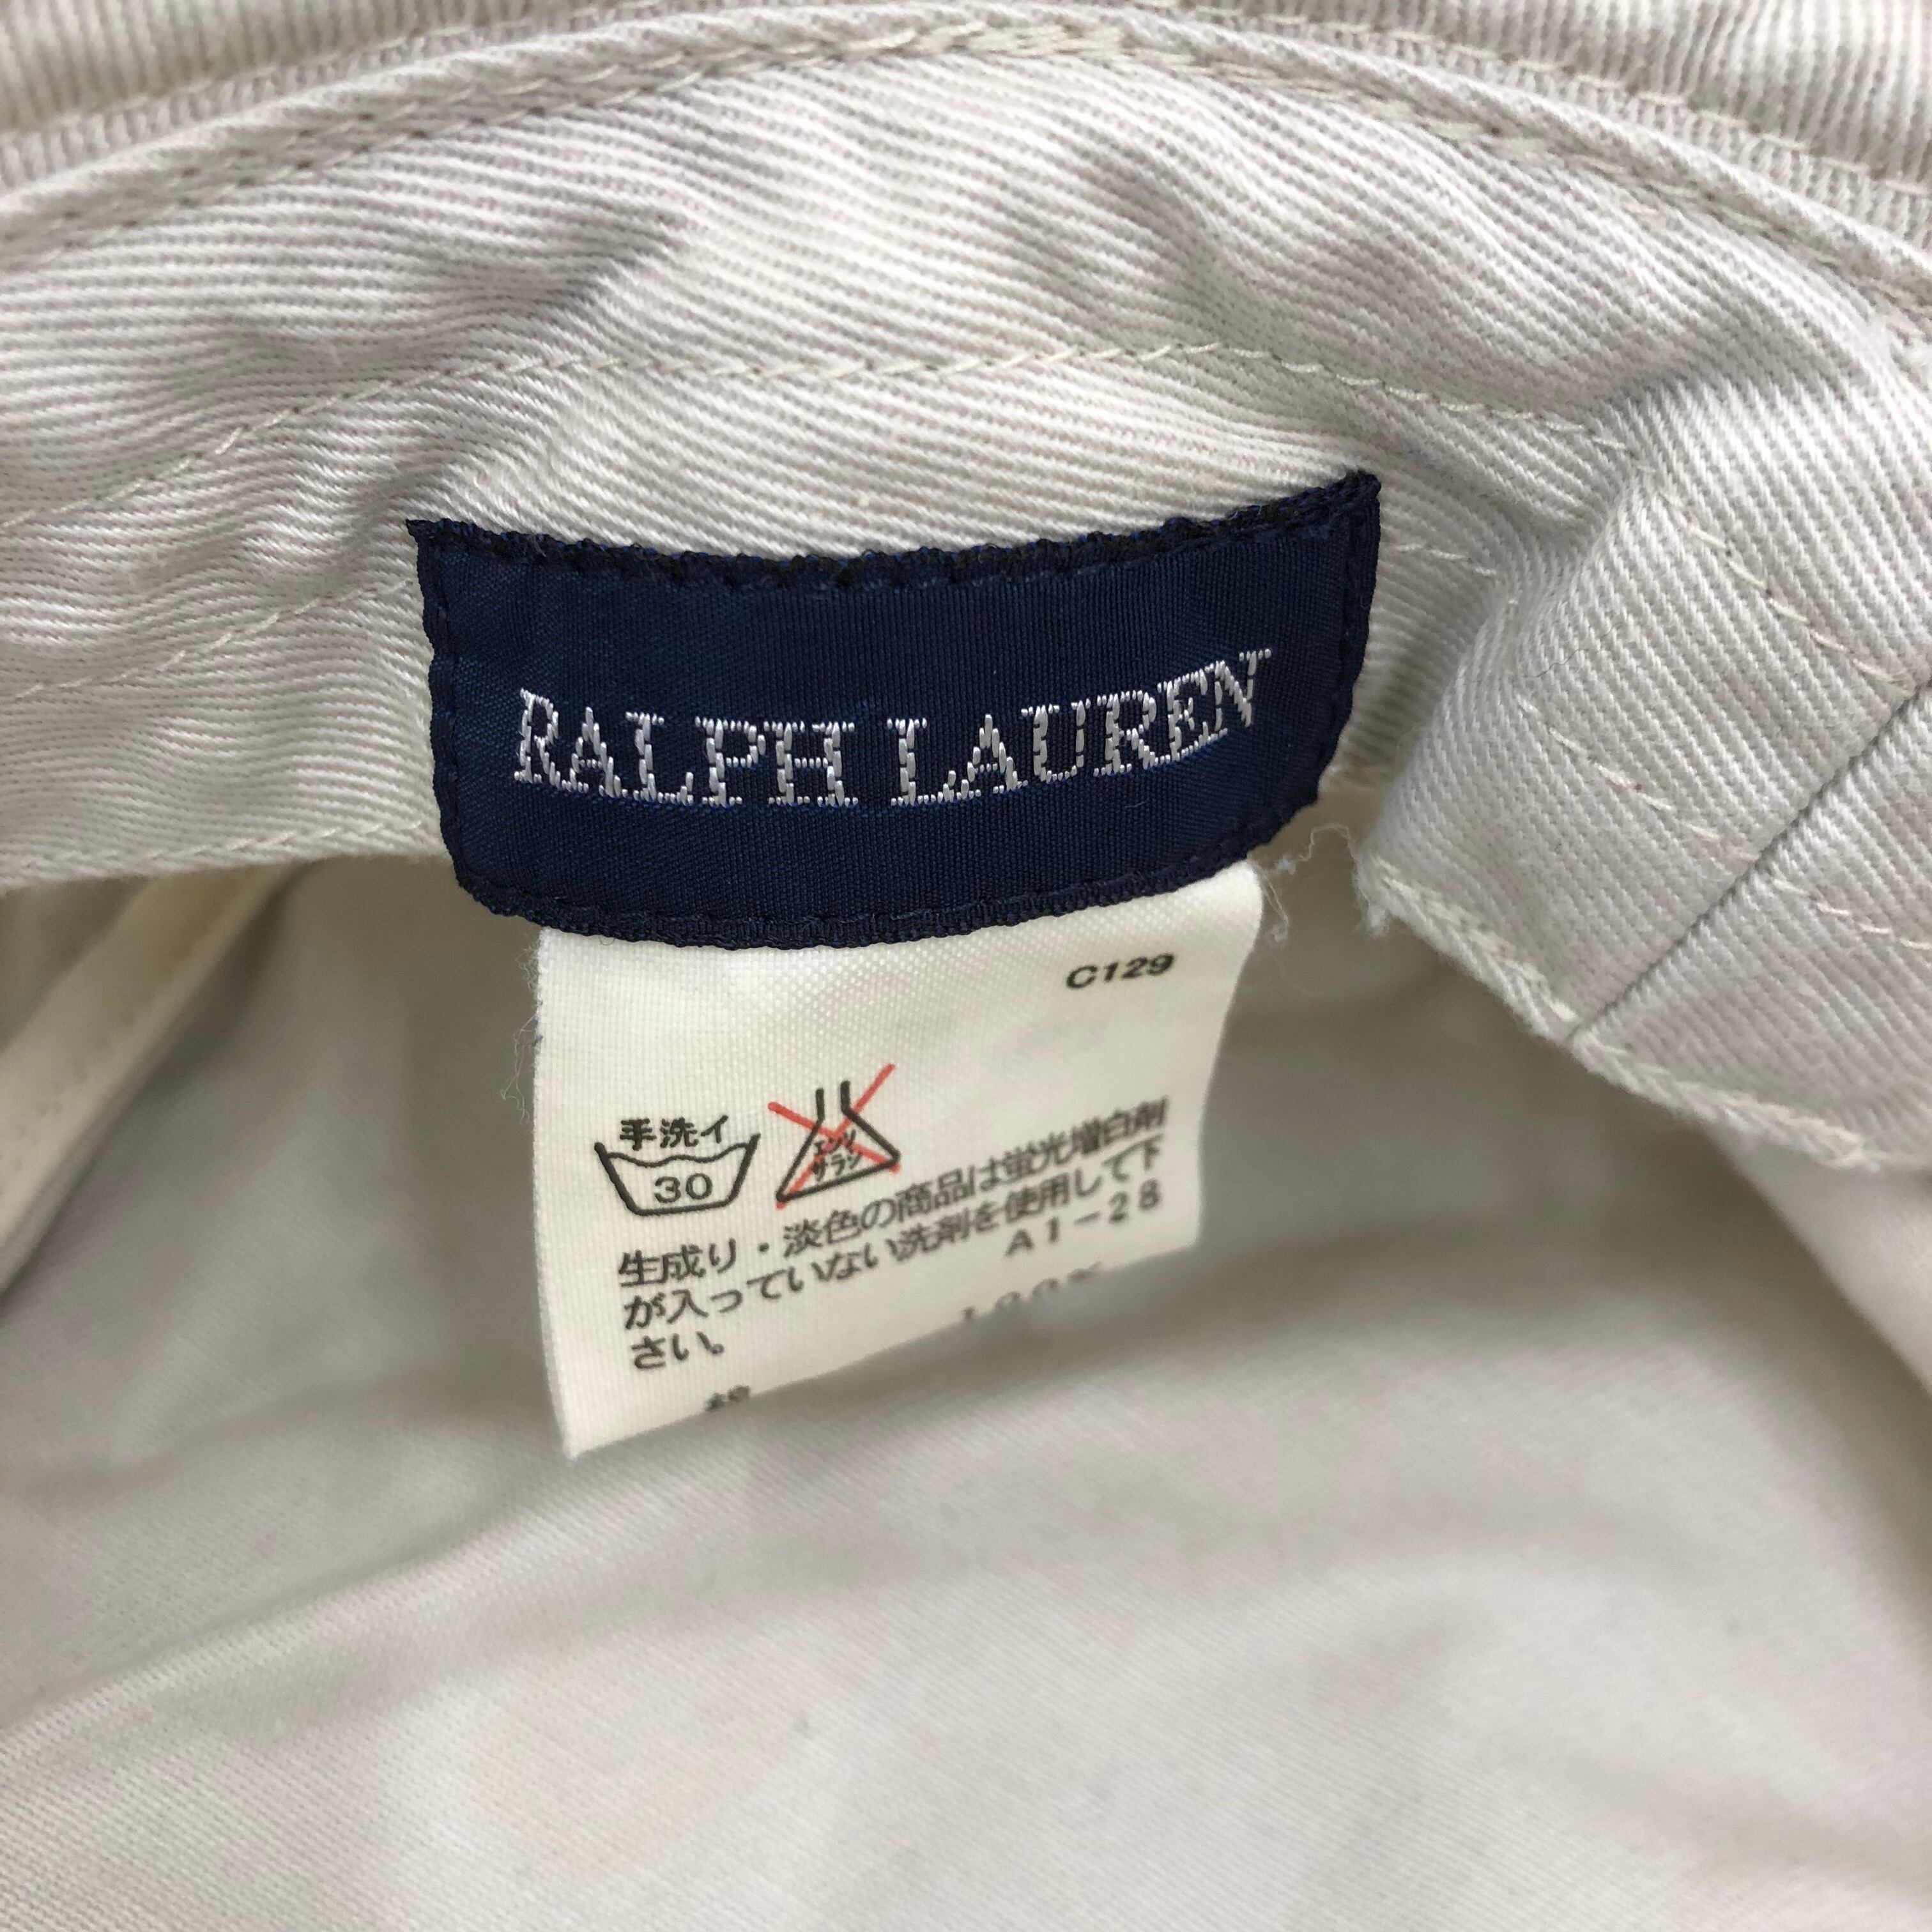 RALPH LAUREN
C129
手洗イ
30
エンソ
サラシ
生成り・淡色の商品は蛍光増白剤
が入っていない洗剤を使用して下
さい。 A1-28
綿 100%